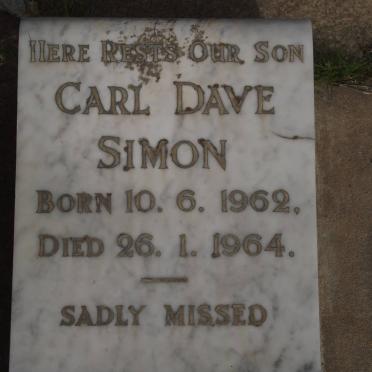 HERE RESTS OUR SON
CARL DAVE
SIMON
BORN 10. 6. 1962.
DIED 26. 1. 1964.
SADLY MISSED